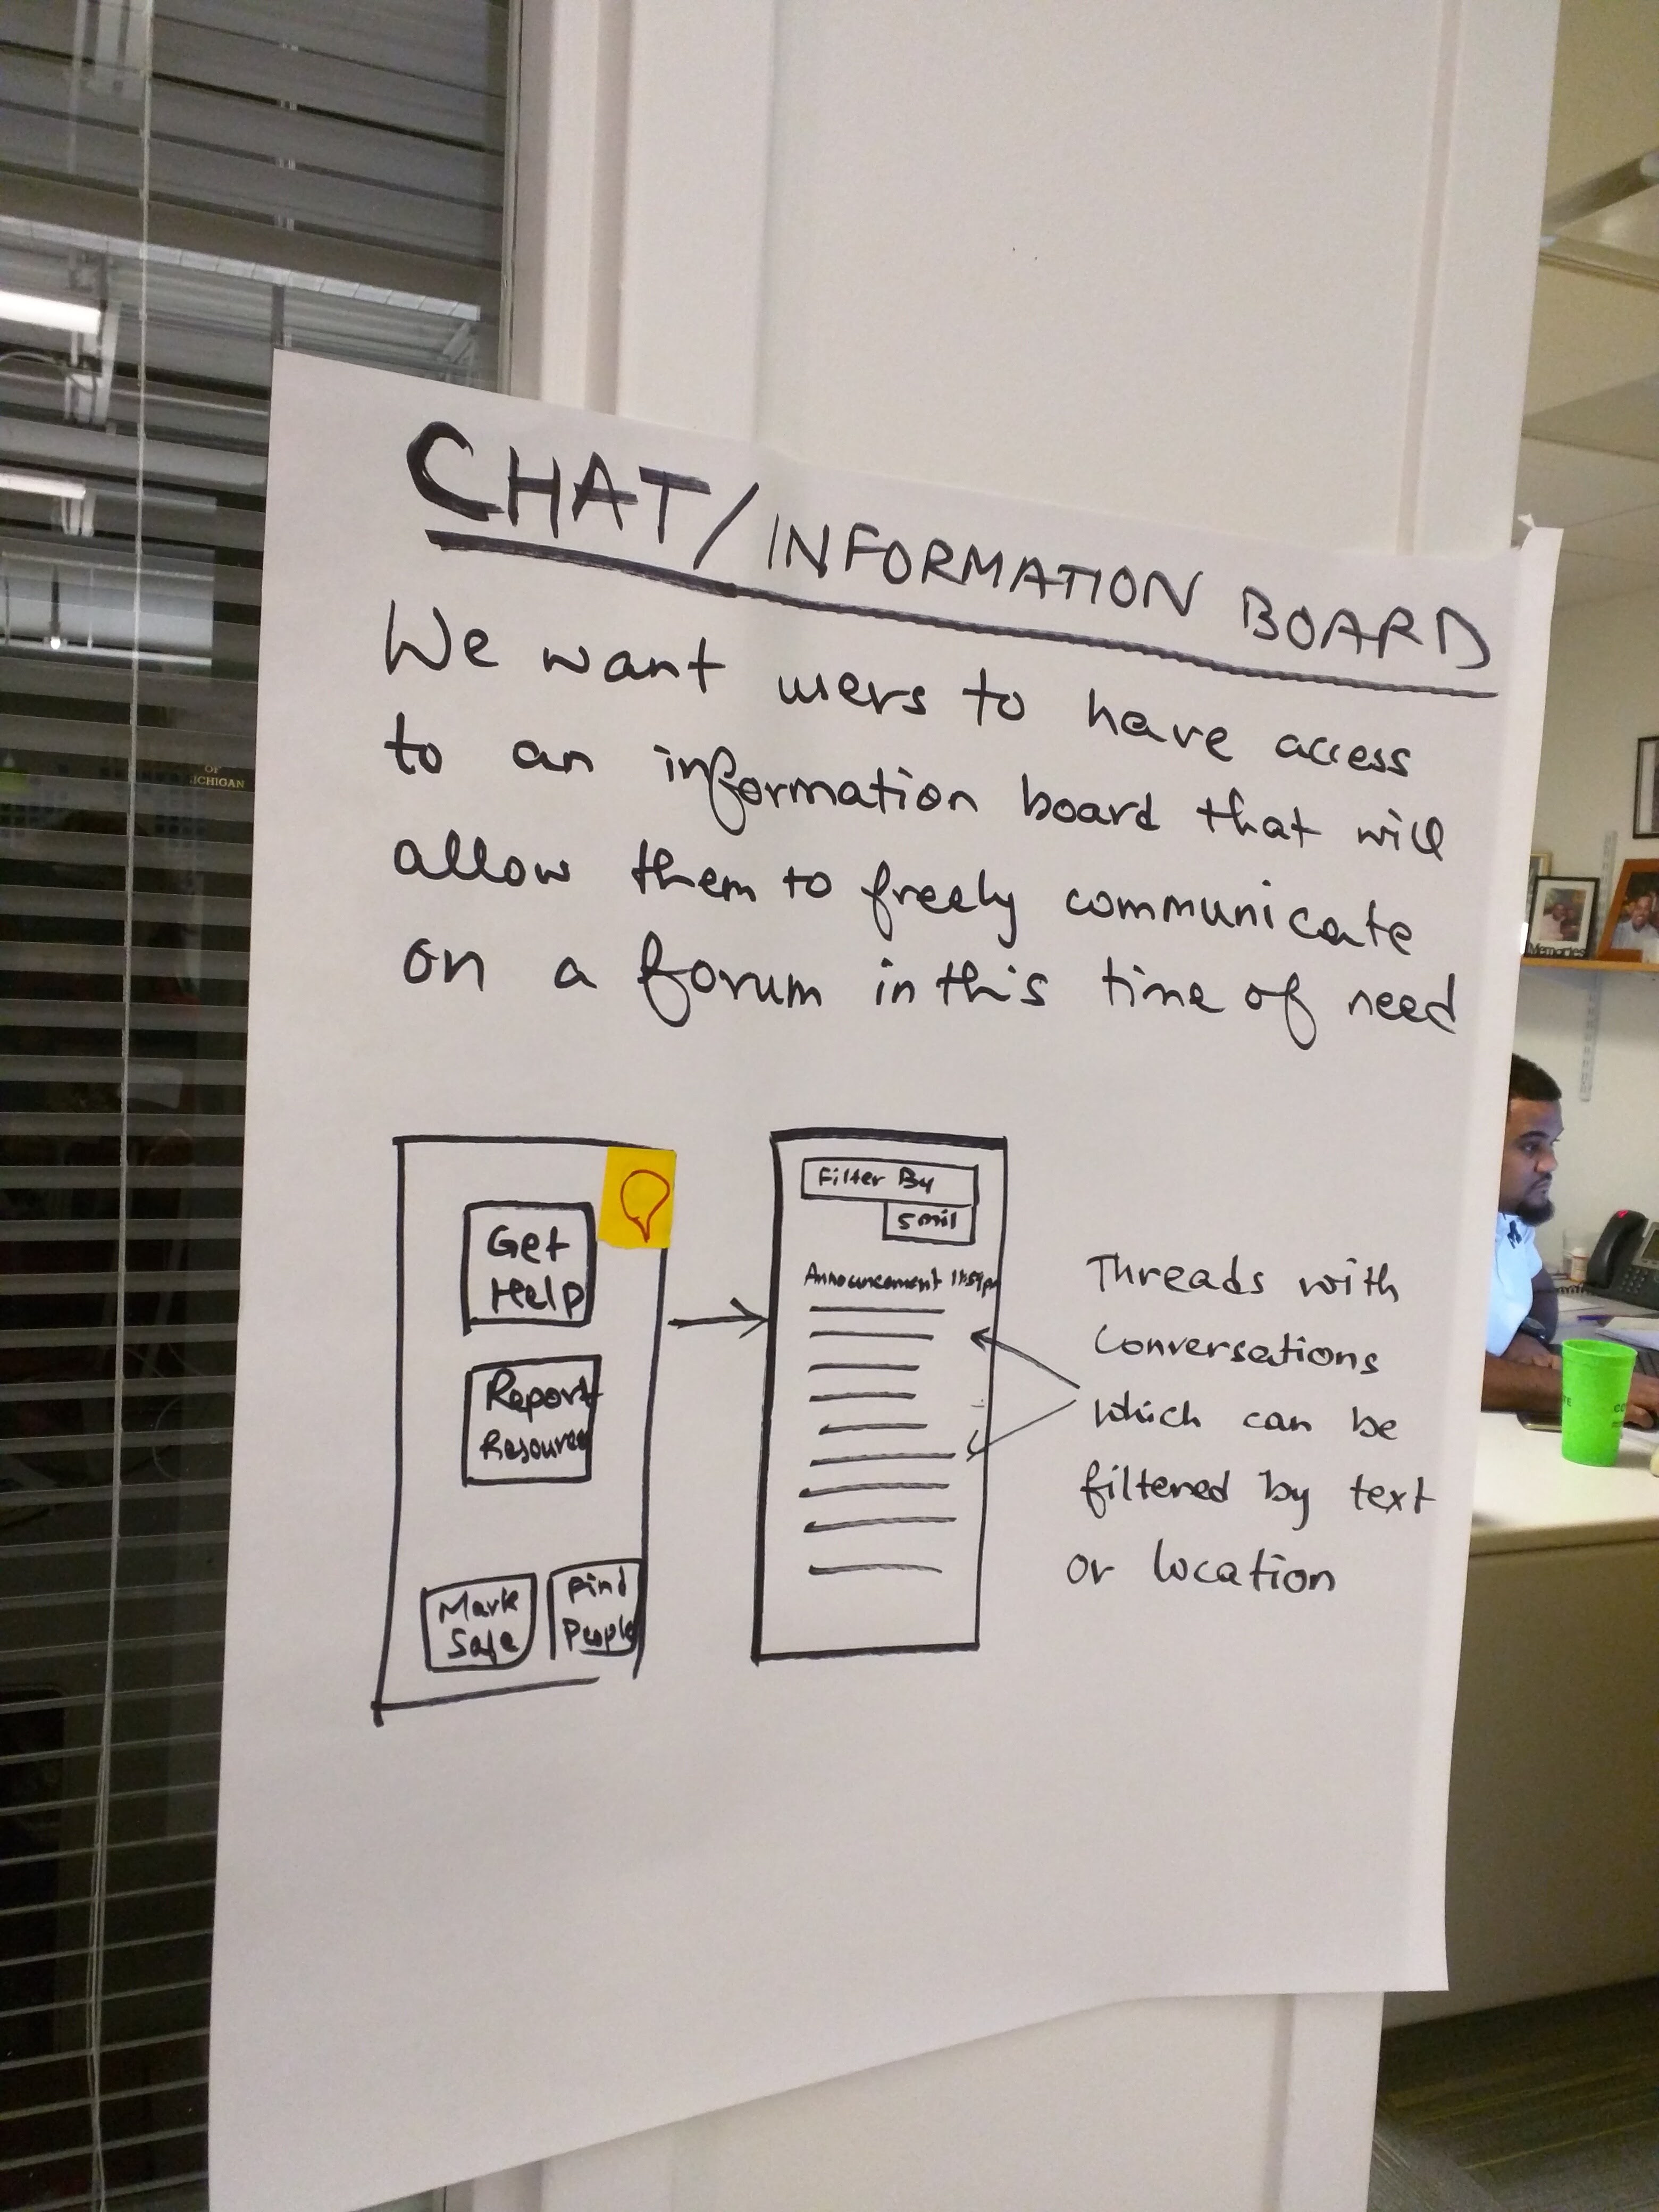 OF
ICHIGAN
CHAT/INFORMATION BOARD
We want users to have access
to an information board that will
allow them to freely communicate
on a forum in this time of need
Get
Help
Report
Resource
Mark
Safe
Find
People
Filter By
5 mil
Announcement 11:59pm
Threads with
Conversations
which can be
filtered by text
or location
Memories